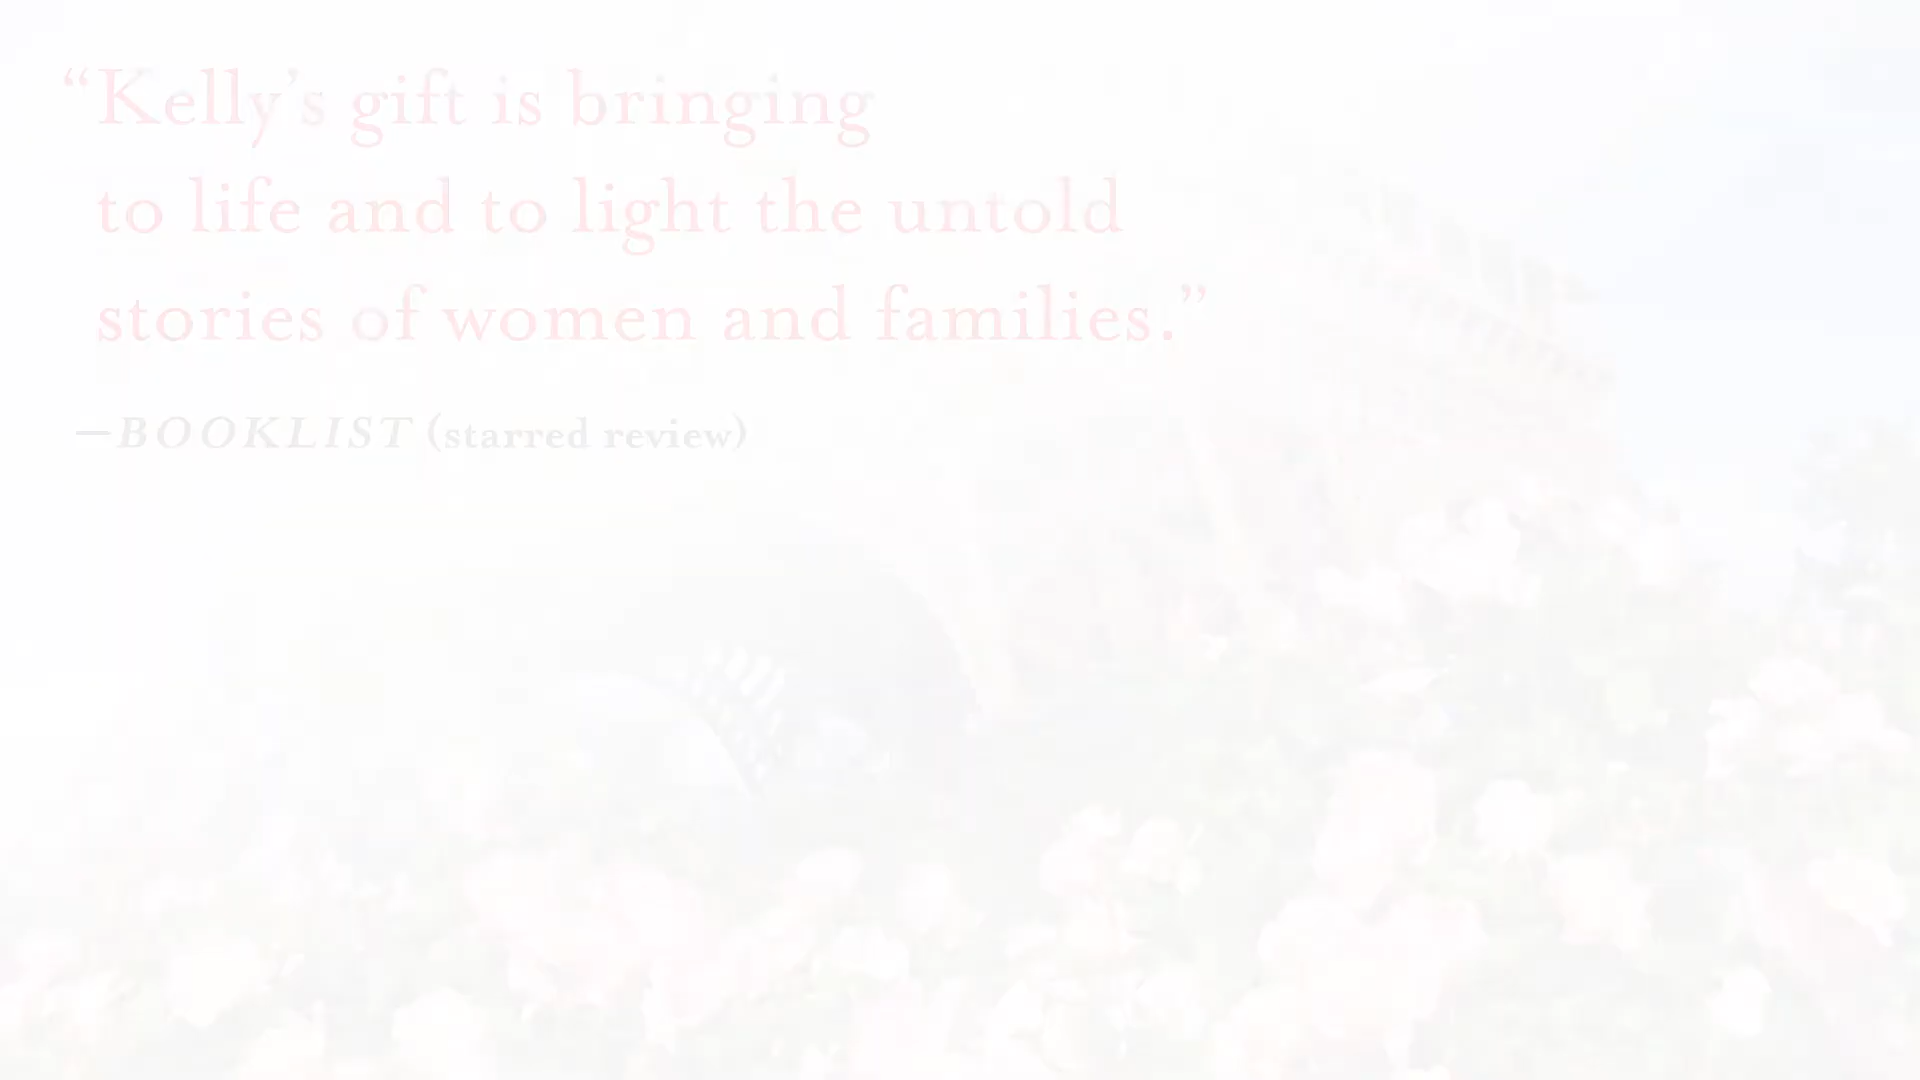 “Kelly’s gift is bringing
to life and to light the untold
stories of women and families.”
—BOOKLIST (starred review)